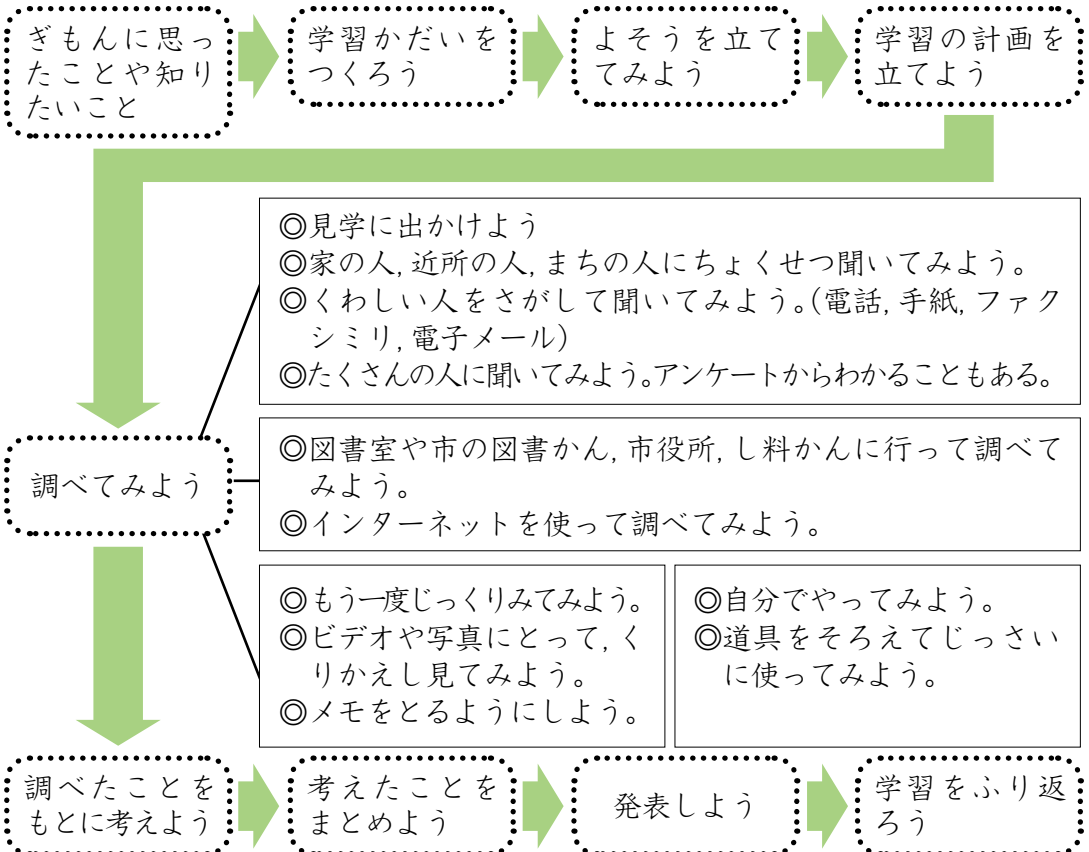 ぎもんに思っ
たことや知り
たいこと
学習かだいを
つくろう
よそうを立て
てみよう
学習の計画を
立てよう
◎見学に出かけよう
◎家の人,近所の人,まちの人にちょくせつ聞いてみよう。
◎くわしい人をさがして聞いてみよう。(電話,手紙,ファク
シミリ,電子メール)
◎たくさんの人に聞いてみよう。アンケートからわかることもある。
調べてみよう
◎図書室や市の図書かん,市役所,し料かんに行って調べて
みよう。
◎インターネットを使って調べてみよう。
◎もう一度じっくりみてみよう。
◎ビデオや写真にとって,く
りかえし見てみよう。
◎メモをとるようにしよう。
◎自分でやってみよう。
◎道具をそろえてじっさい
に使ってみよう。
調べたことを
もとに考えよう
考えたことを
まとめよう
発表しよう
学習をふり返
ろう